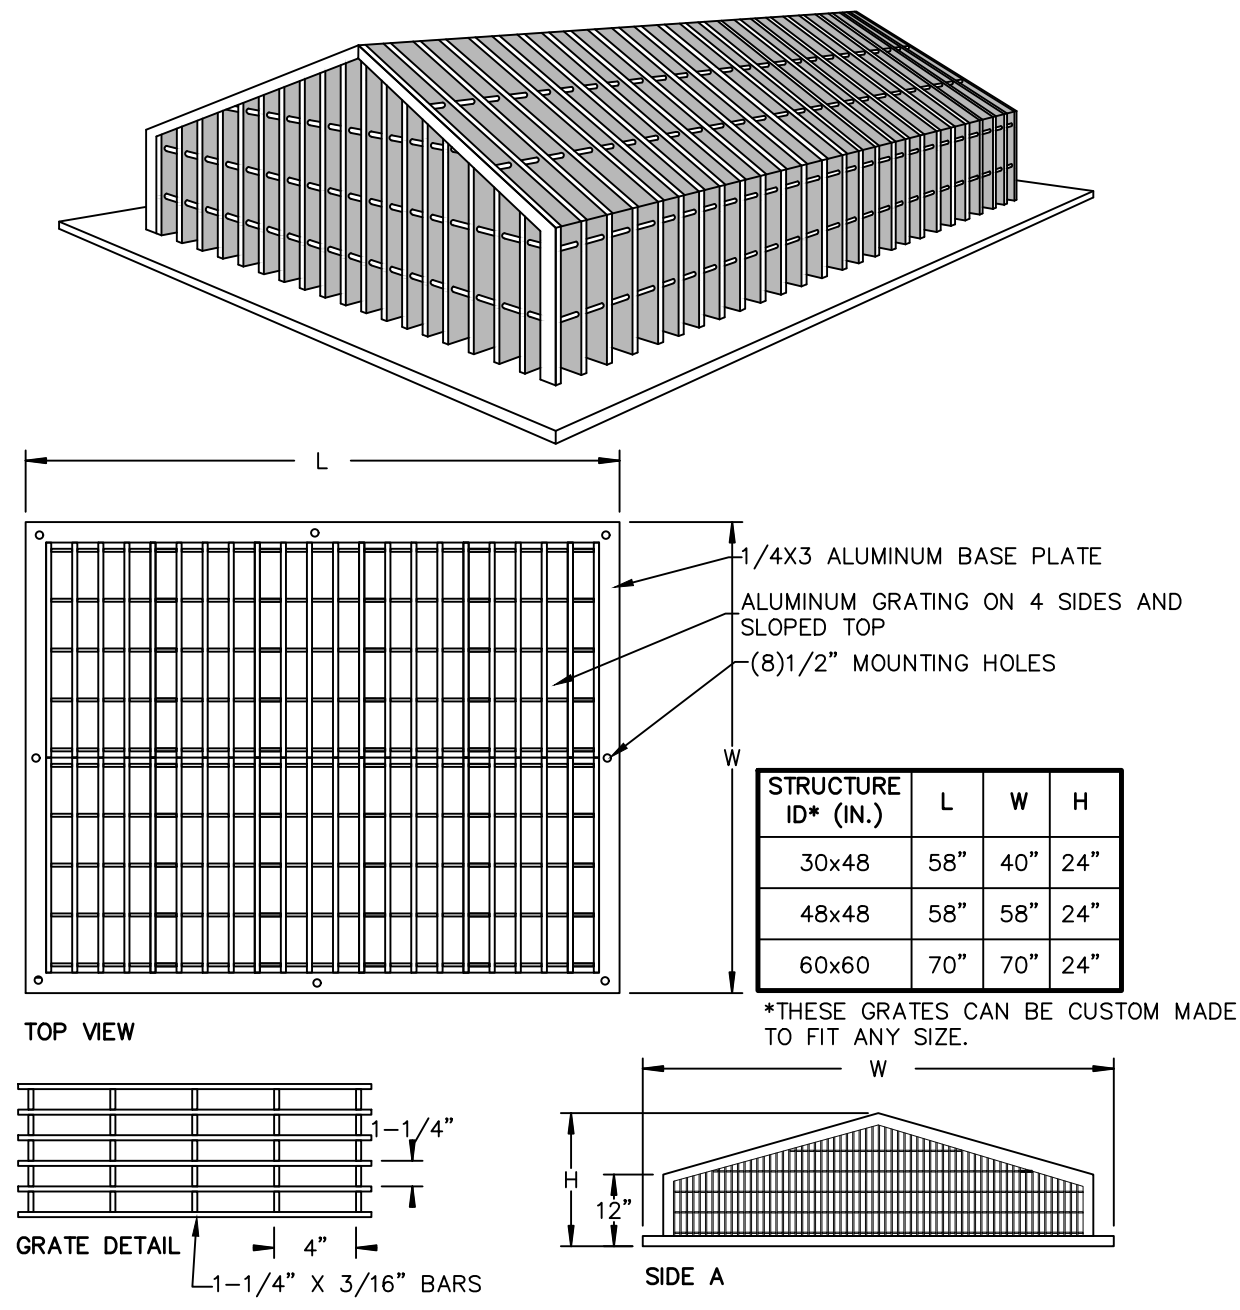 L
1/4X3 ALUMINUM BASE PLATE
ALUMINUM GRATING ON 4 SIDES AND
SLOPED TOP
(8)1/2” MOUNTING HOLES
W
STRUCTURE
ID* (IN.) L W H
30x48 58” 40” 24”
48x48 58” 58” 24”
60x60 70” 70” 24”
*THESE GRATES CAN BE CUSTOM MADE
TO FIT ANY SIZE.
TOP VIEW
1-1/4”
4”
GRATE DETAIL
1-1/4” X 3/16” BARS
W
H
12”
SIDE A